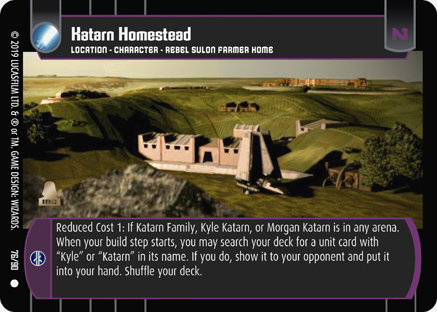 Katarn Homestead
LOCATION - CHARACTER - REBEL SULON FARMER HOME
2
Reduced Cost 1: If Katarn Family, Kyle Katarn, or Morgan Katarn is in any arena.
When your build step starts, you may search your deck for a unit card with
"Kyle" or "Katarn" in its name. If you do, show it to your opponent and put it
into your hand. Shuffle your deck.
© 2019 LUCASFILM LTD. & ® or TM. GAME DESIGN: WIZARDS.
76/90